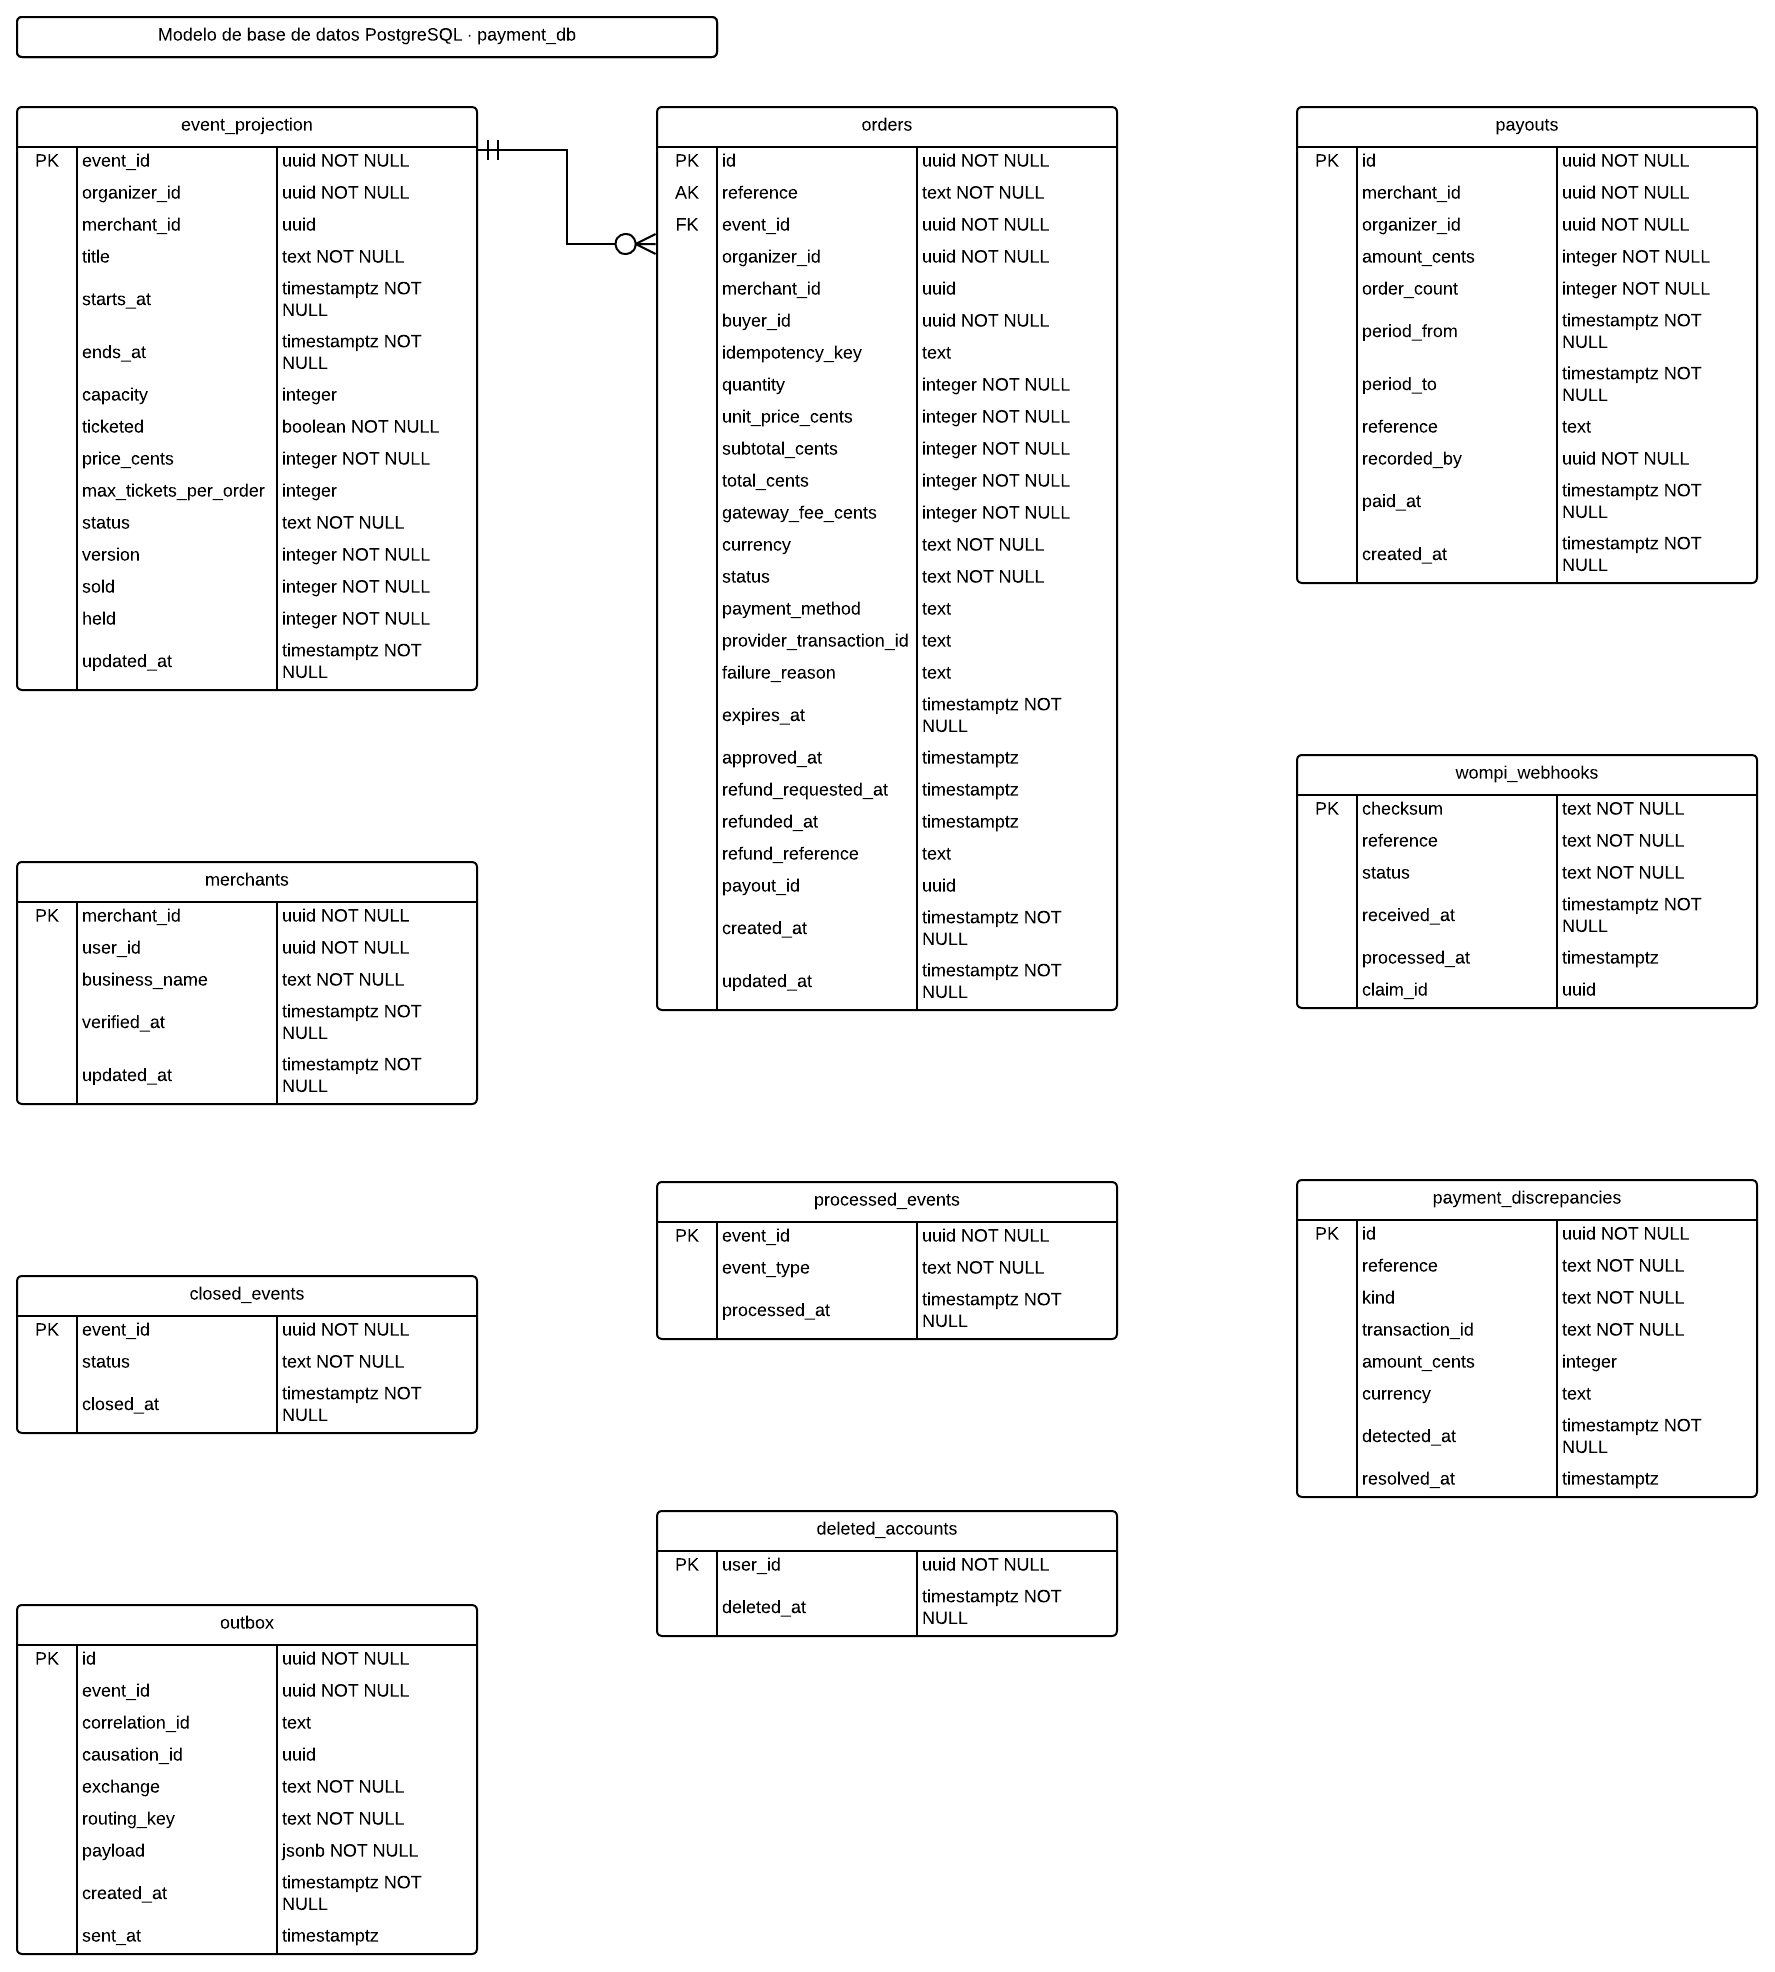 Modelo de base de datos PostgreSQL · payment_db
event_projection
PK event_id uuid NOT NULL
organizer_id uuid NOT NULL
merchant_id uuid
title text NOT NULL
starts_at timestamptz NOT
NULL
ends_at timestamptz NOT
NULL
capacity integer
ticketed boolean NOT NULL
price_cents integer NOT NULL
max_tickets_per_order integer
status text NOT NULL
version integer NOT NULL
sold integer NOT NULL
held integer NOT NULL
updated_at timestamptz NOT
NULL
merchants
PK merchant_id uuid NOT NULL
user_id uuid NOT NULL
business_name text NOT NULL
verified_at timestamptz NOT
NULL
updated_at timestamptz NOT
NULL
closed_events
PK event_id uuid NOT NULL
status text NOT NULL
closed_at timestamptz NOT
NULL
outbox
PK id uuid NOT NULL
event_id uuid NOT NULL
correlation_id text
causation_id uuid
exchange text NOT NULL
routing_key text NOT NULL
payload jsonb NOT NULL
created_at timestamptz NOT
NULL
sent_at timestamptz
orders
PK id uuid NOT NULL
AK reference text NOT NULL
FK event_id uuid NOT NULL
organizer_id uuid NOT NULL
merchant_id uuid
buyer_id uuid NOT NULL
idempotency_key text
quantity integer NOT NULL
unit_price_cents integer NOT NULL
subtotal_cents integer NOT NULL
total_cents integer NOT NULL
gateway_fee_cents integer NOT NULL
currency text NOT NULL
status text NOT NULL
payment_method text
provider_transaction_id text
failure_reason text
expires_at timestamptz NOT
NULL
approved_at timestamptz
refund_requested_at timestamptz
refunded_at timestamptz
refund_reference text
payout_id uuid
created_at timestamptz NOT
NULL
updated_at timestamptz NOT
NULL
processed_events
PK event_id uuid NOT NULL
event_type text NOT NULL
processed_at timestamptz NOT
NULL
deleted_accounts
PK user_id uuid NOT NULL
deleted_at timestamptz NOT
NULL
payouts
PK id uuid NOT NULL
merchant_id uuid NOT NULL
organizer_id uuid NOT NULL
amount_cents integer NOT NULL
order_count integer NOT NULL
period_from timestamptz NOT
NULL
period_to timestamptz NOT
NULL
reference text
recorded_by uuid NOT NULL
paid_at timestamptz NOT
NULL
created_at timestamptz NOT
NULL
wompi_webhooks
PK checksum text NOT NULL
reference text NOT NULL
status text NOT NULL
received_at timestamptz NOT
NULL
processed_at timestamptz
claim_id uuid
payment_discrepancies
PK id uuid NOT NULL
reference text NOT NULL
kind text NOT NULL
transaction_id text NOT NULL
amount_cents integer
currency text
detected_at timestamptz NOT
NULL
resolved_at timestamptz